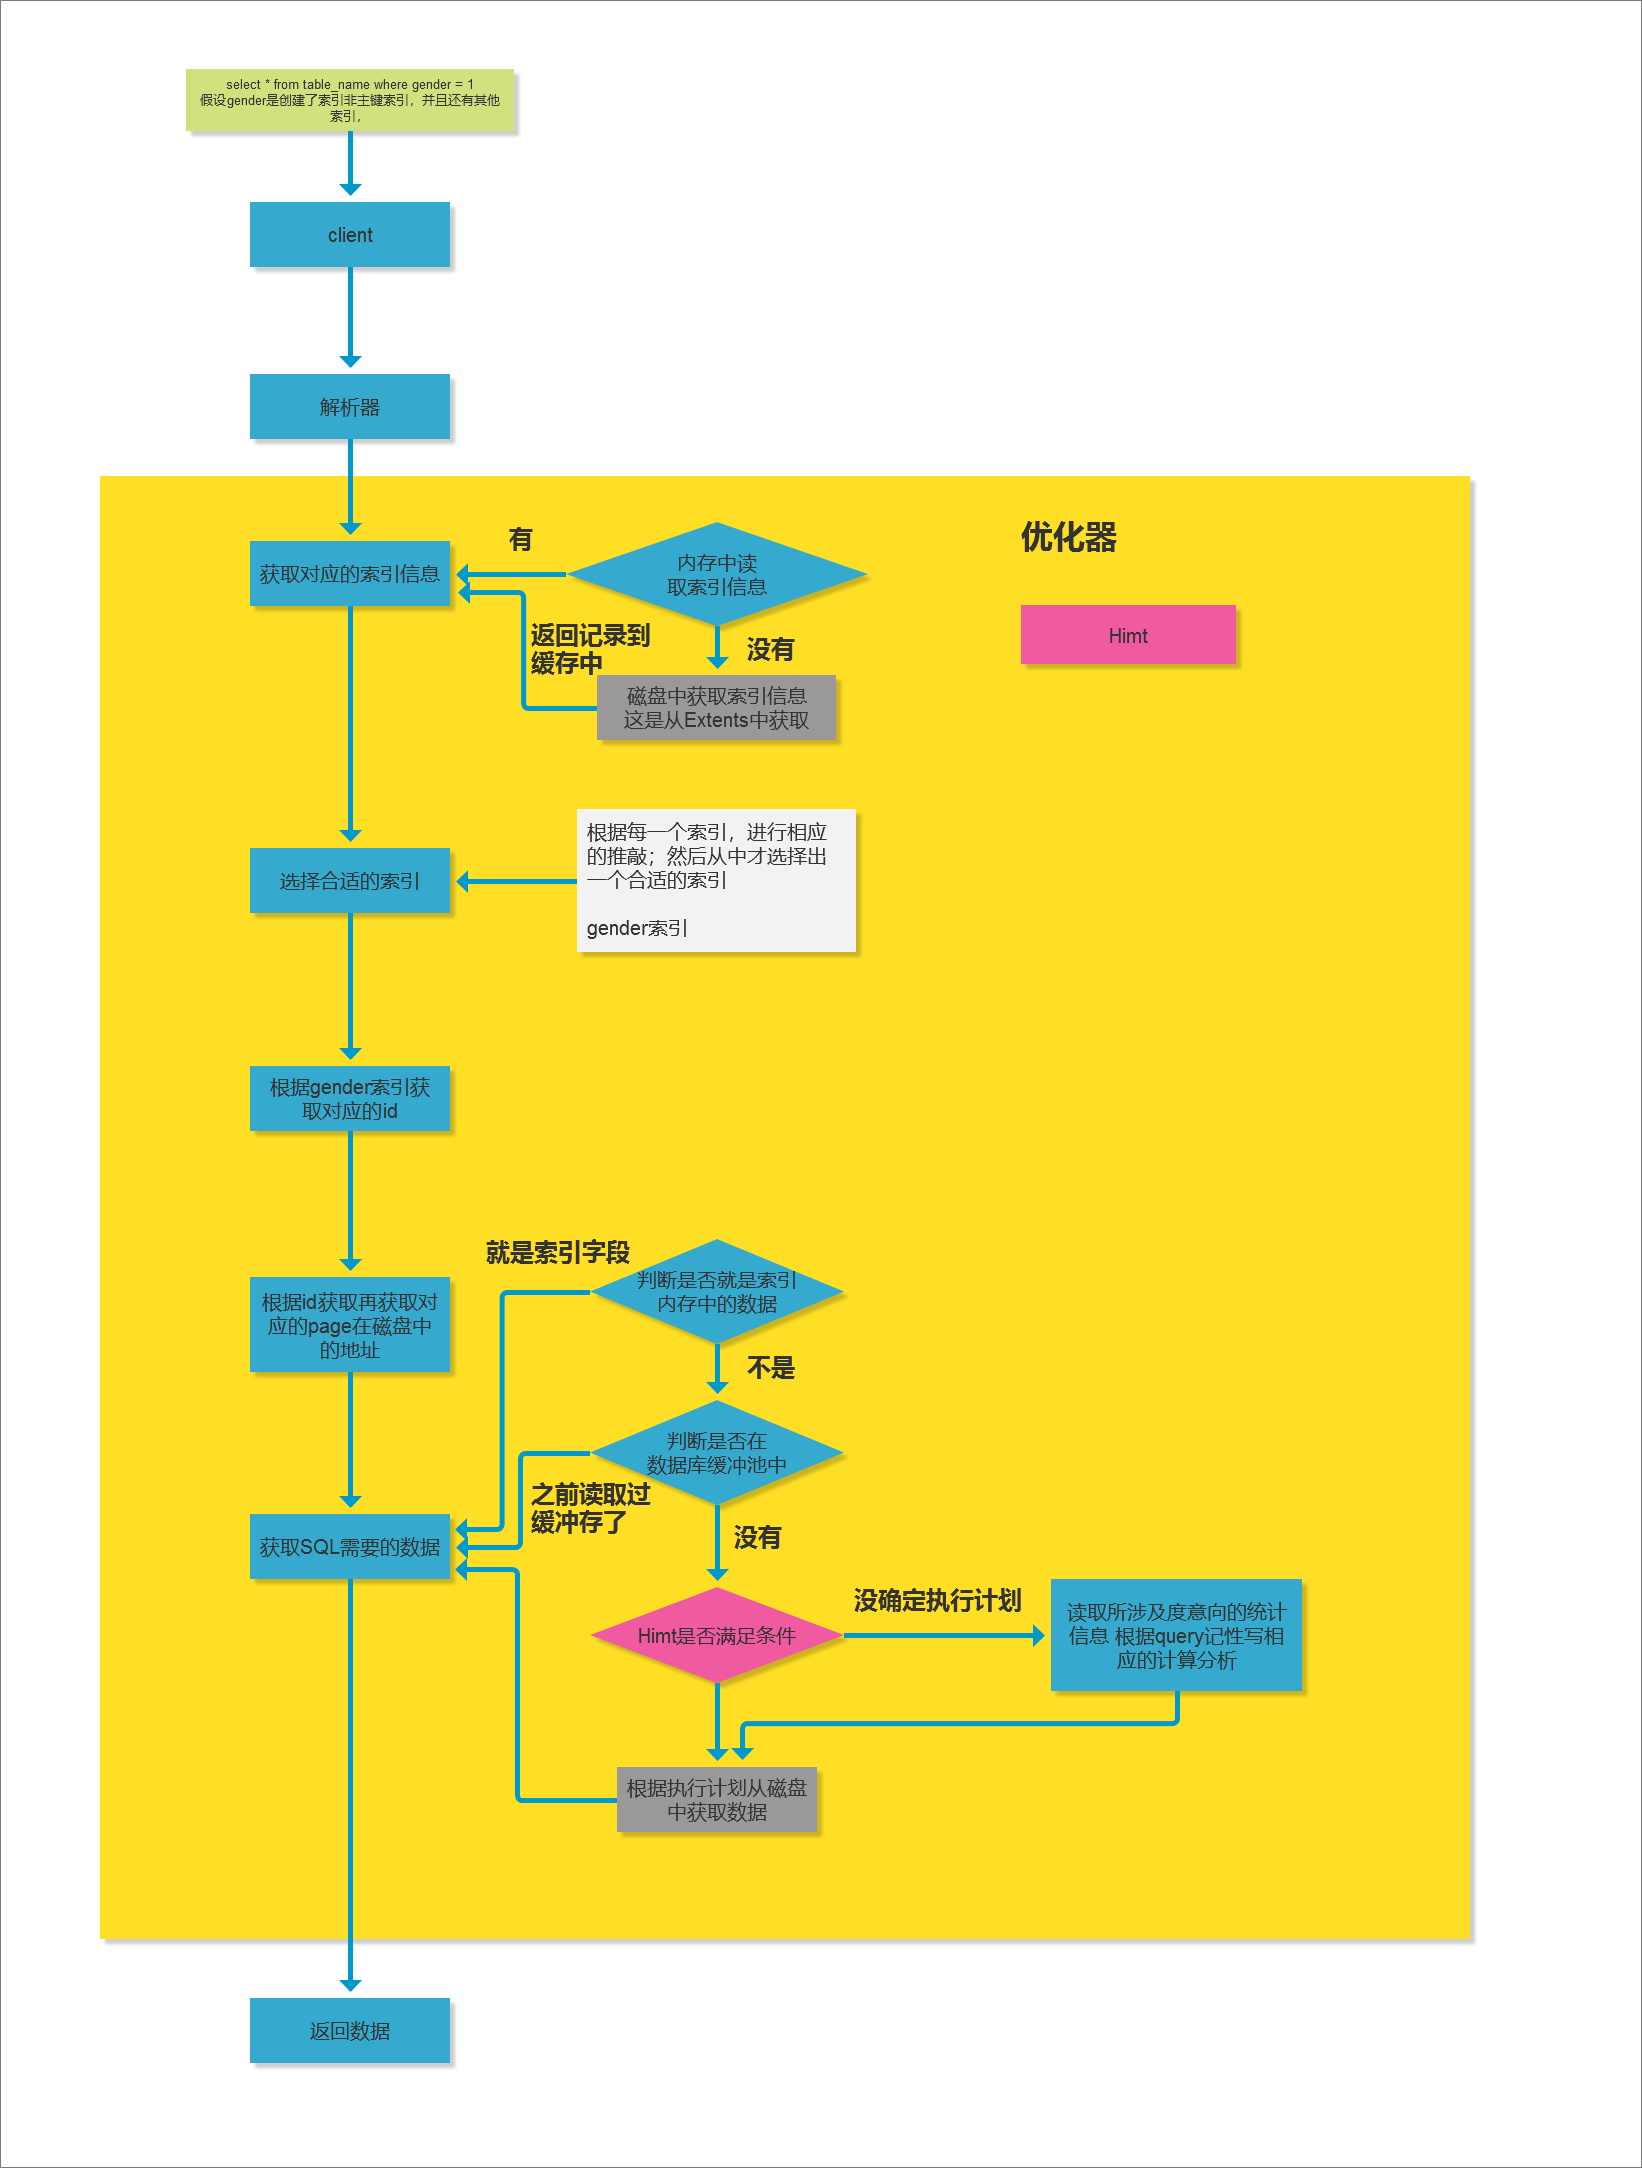 select * from table_name where gender = 1
假设gender是创建了索引非主键索引，并且还有其他
索引，
client
解析器
优化器
Himt
获取对应的索引信息
有
内存中读
取索引信息
返回记录到
缓存中
没有
磁盘中获取索引信息
这是从Extents中获取
选择合适的索引
根据每一个索引，进行相应
的推敲；然后从中才选择出
一个合适的索引
gender索引
根据gender索引获
取对应的id
根据id获取再获取对
应的page在磁盘中
的地址
就是索引字段
判断是否就是索引
内存中的数据
不是
判断是否在
数据库缓冲池中
之前读取过
缓冲存了
没有
获取SQL需要的数据
Himt是否满足条件
没确定执行计划
读取所涉及度意向的统计
信息 根据query记性写相
应的计算分析
根据执行计划从磁盘
中获取数据
返回数据